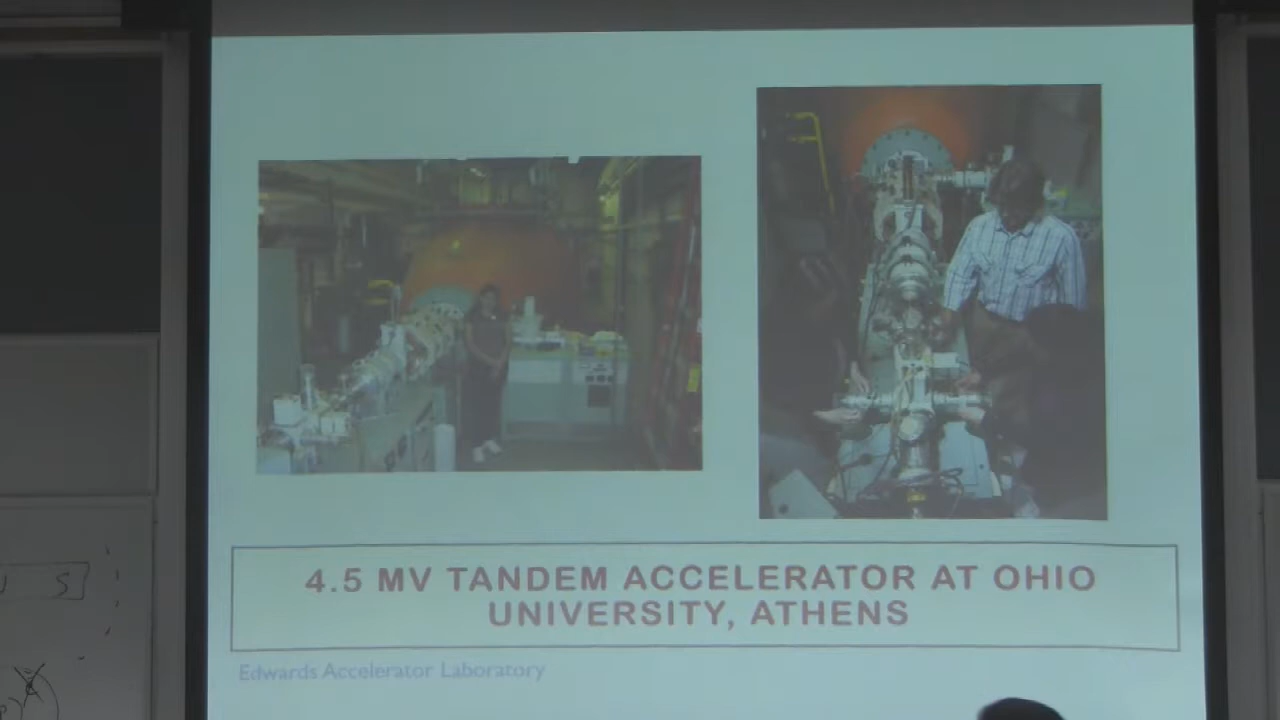 4.5 MV TANDEM ACCELERATOR AT OHIO
UNIVERSITY, ATHENS
Edwards Accelerator Laboratory
S